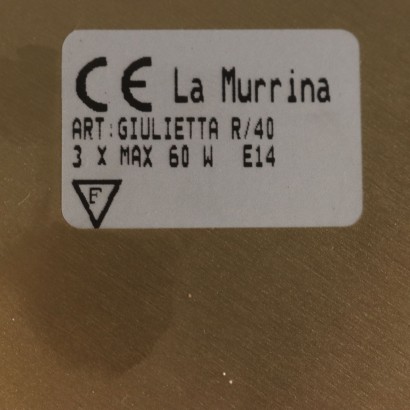 CE La Murrina
ART:GIULIETTA R/40
3 X MAX 60 W E14
F